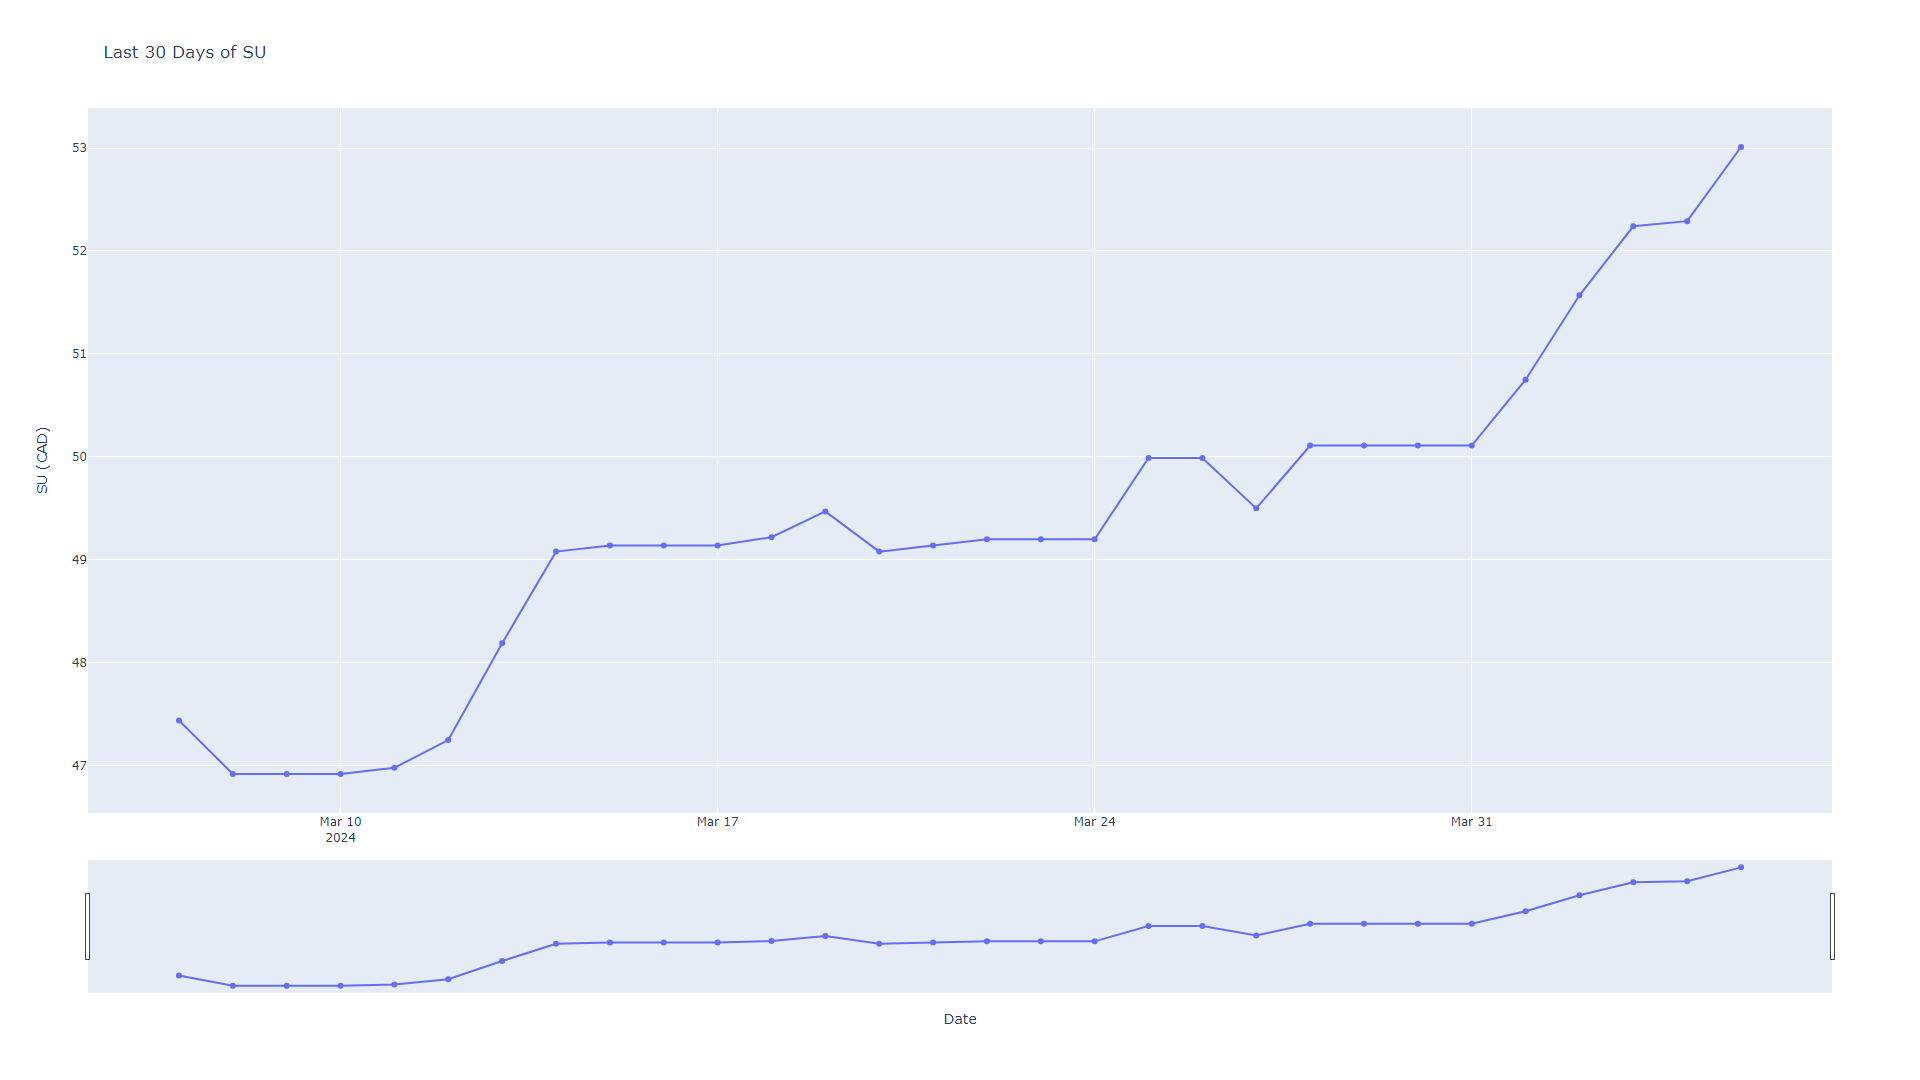 Last 30 Days of SU
SU (CAD)
53
52
51
50
49
48
47
Mar 10
2024
Mar 17
Mar 24
Mar 31
Date